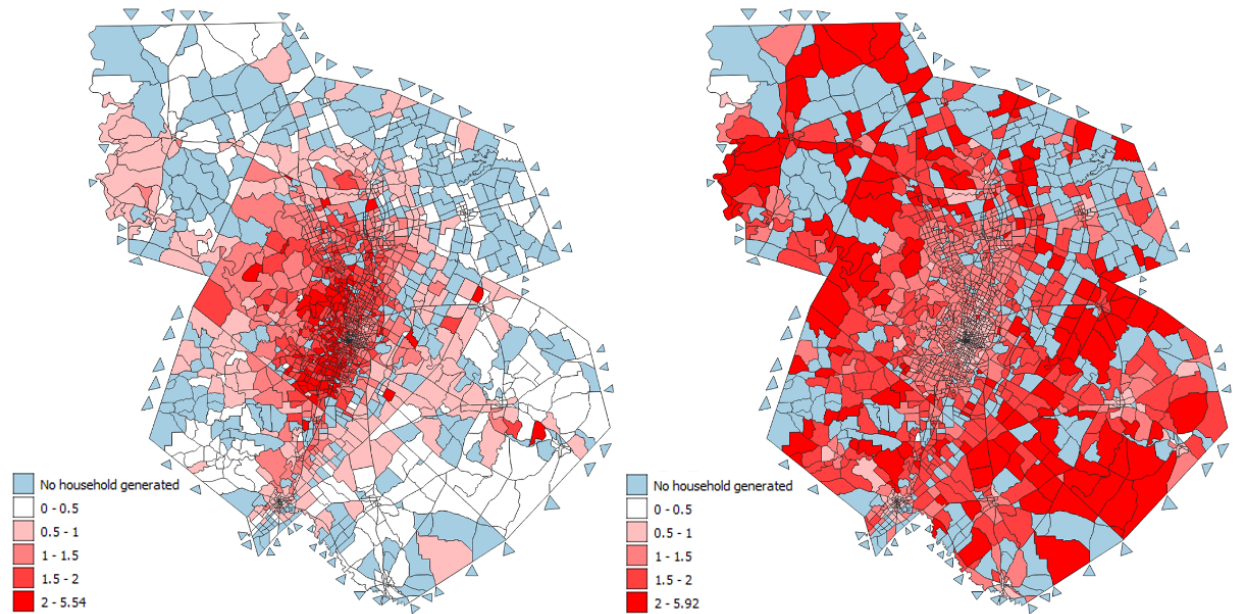 No household generated
0 - 0.5
0.5 - 1
1 - 1.5
1.5 - 2
2 - 5.54
No household generated
0 - 0.5
0.5 - 1
1 - 1.5
1.5 - 2
2 - 5.92